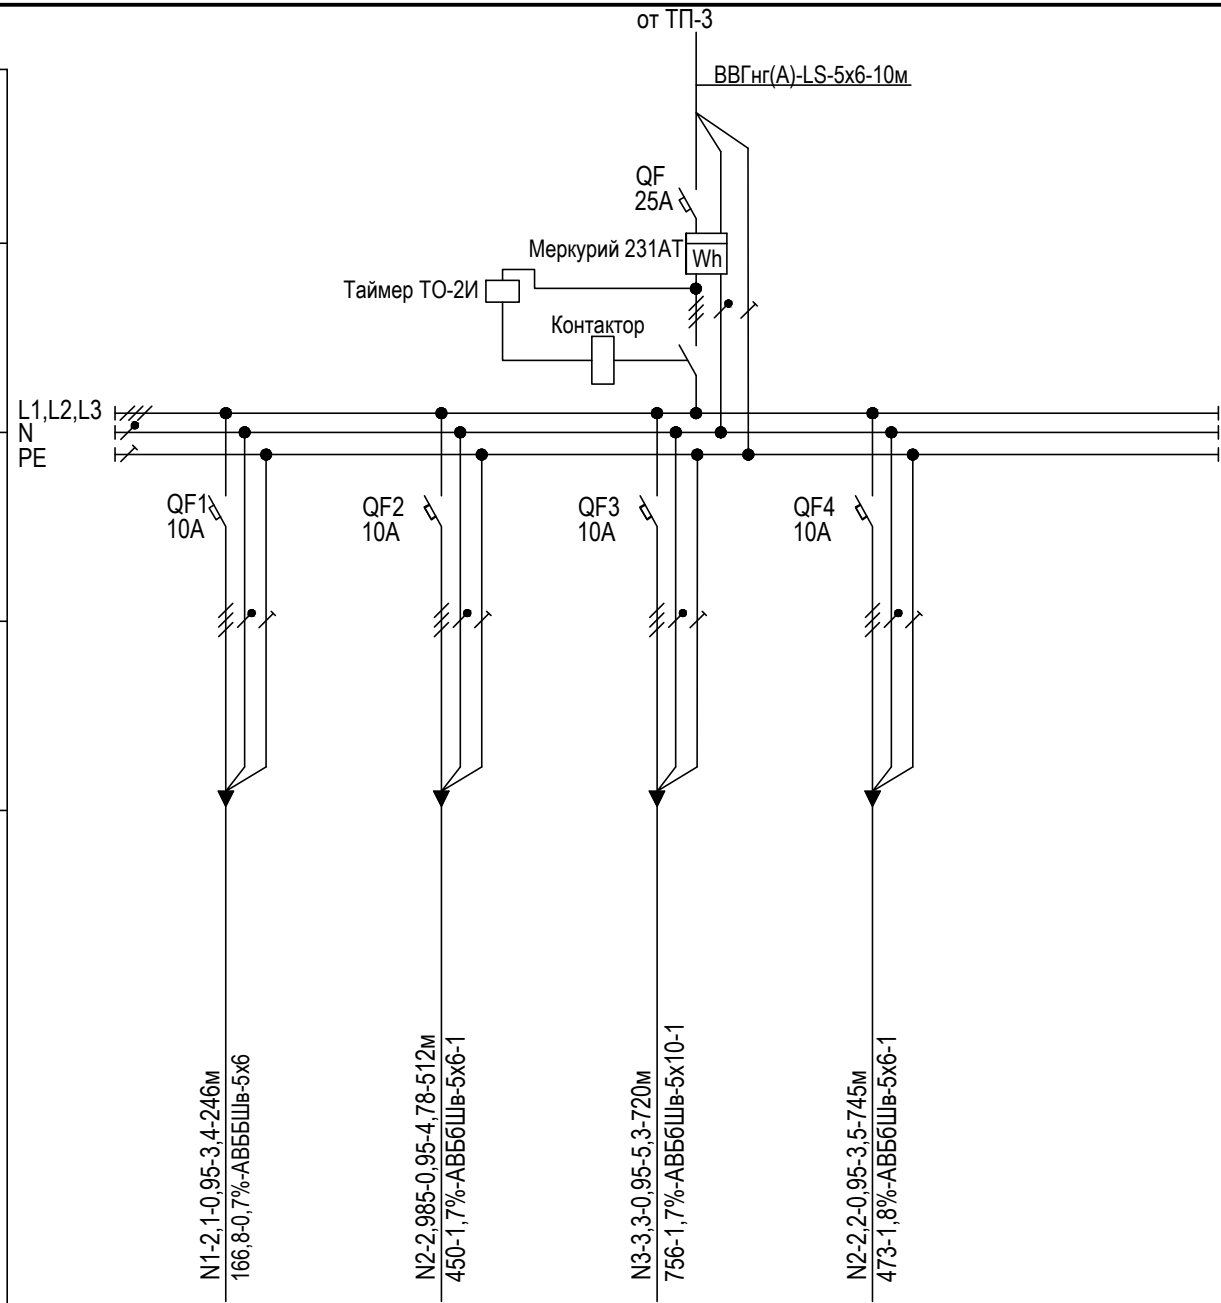 от ТП-3
ВВГнг(А)-LS-5х6-10м
QF
25А
Меркурий 231АТ
Wh
Таймер ТО-2И
Контактор
L1,L2,L3
N
PE
QF1
10А
QF2
10А
QF3
10А
QF4
10А
N1-2,1-0,95-3,4-246м
166,8-0,7%-АВББШв-5х6
N2-2,985-0,95-4,78-512м
450-1,7%-АВБбШв-5х6-1
N3-3,3-0,95-5,3-720м
756-1,7%-АВБбШв-5х10-1
N2-2,2-0,95-3,5-745м
473-1,8%-АВБбШв-5х6-1